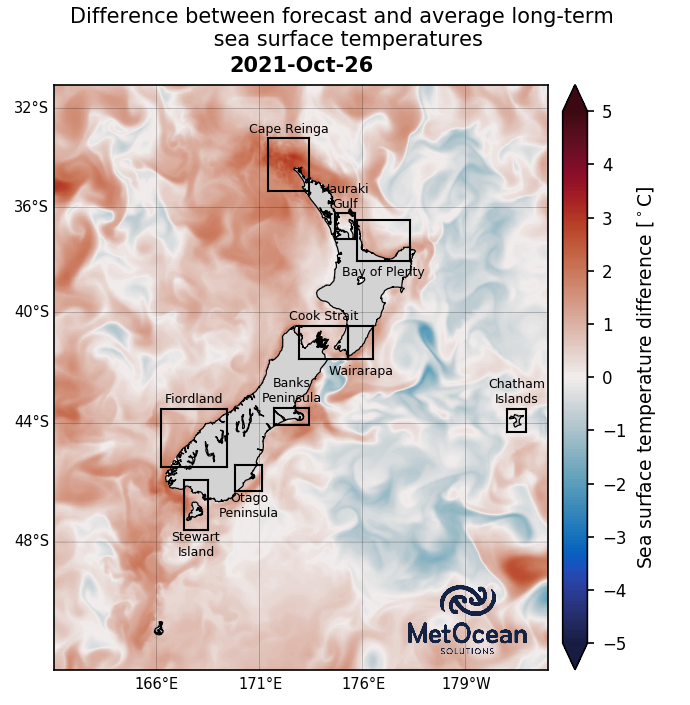 Difference between forecast and average long-term
sea surface temperatures
2021-Oct-26
32°S
36°S
40°S
44°S
48°S
166°E
171°E
176°E
179°W
Cape Reinga
Hauraki
Gulf
Bay of Plenty
Cook Strait
Wairarapa
Banks
Peninsula
Fiordland
Chatham
Islands
Otago
Peninsula
Stewart
Island
MetOcean
SOLUTIONS
5
4
3
2
1
0
−1
−2
−3
−4
−5
Sea surface temperature difference [°C]